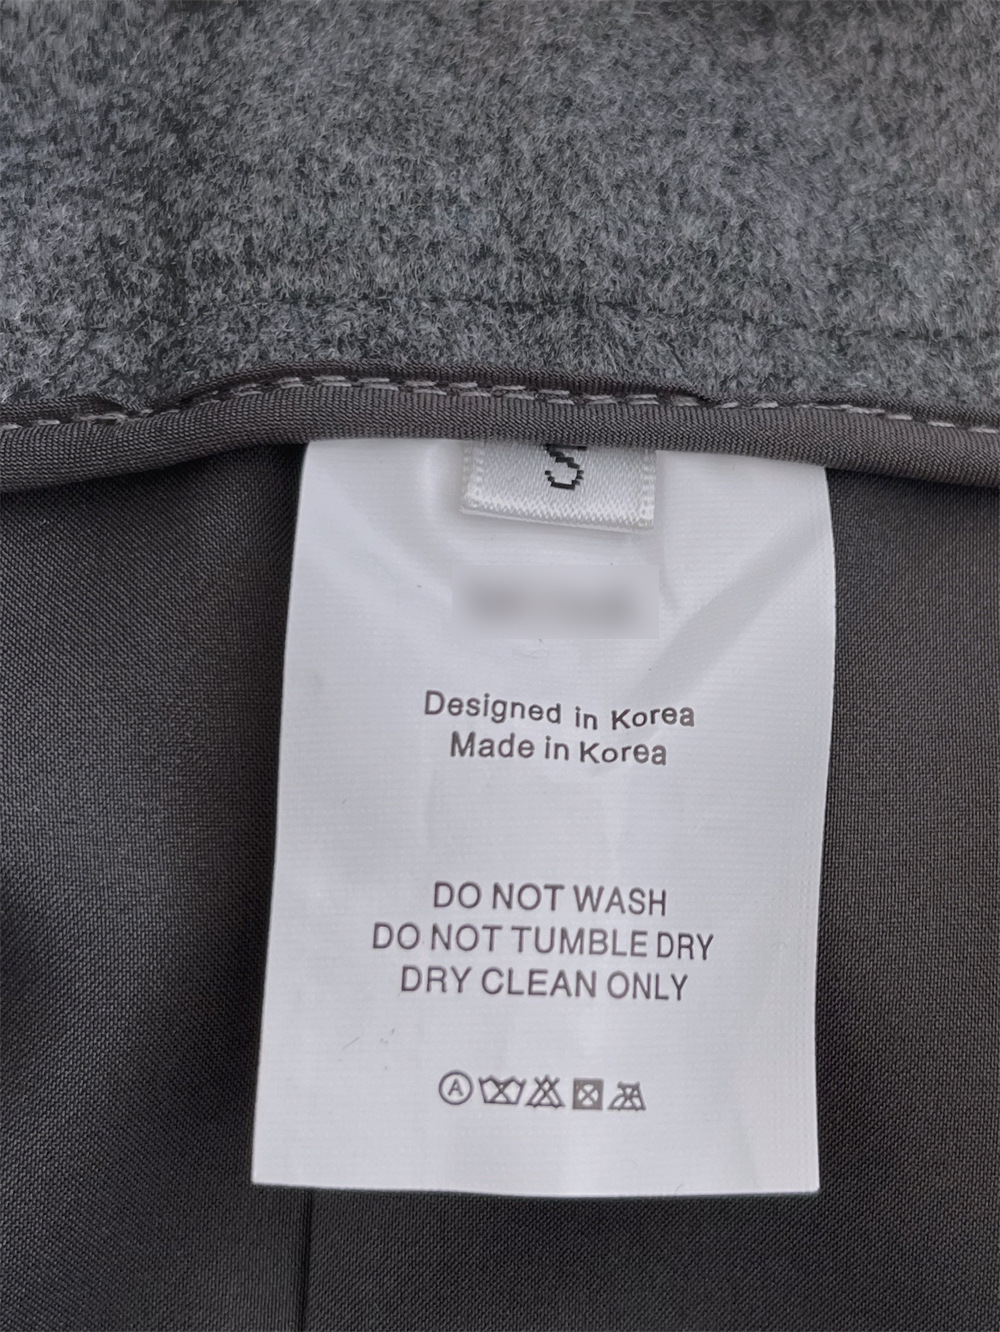 S
Designed in Korea
Made in Korea
DO NOT WASH
DO NOT TUMBLE DRY
DRY CLEAN ONLY
A